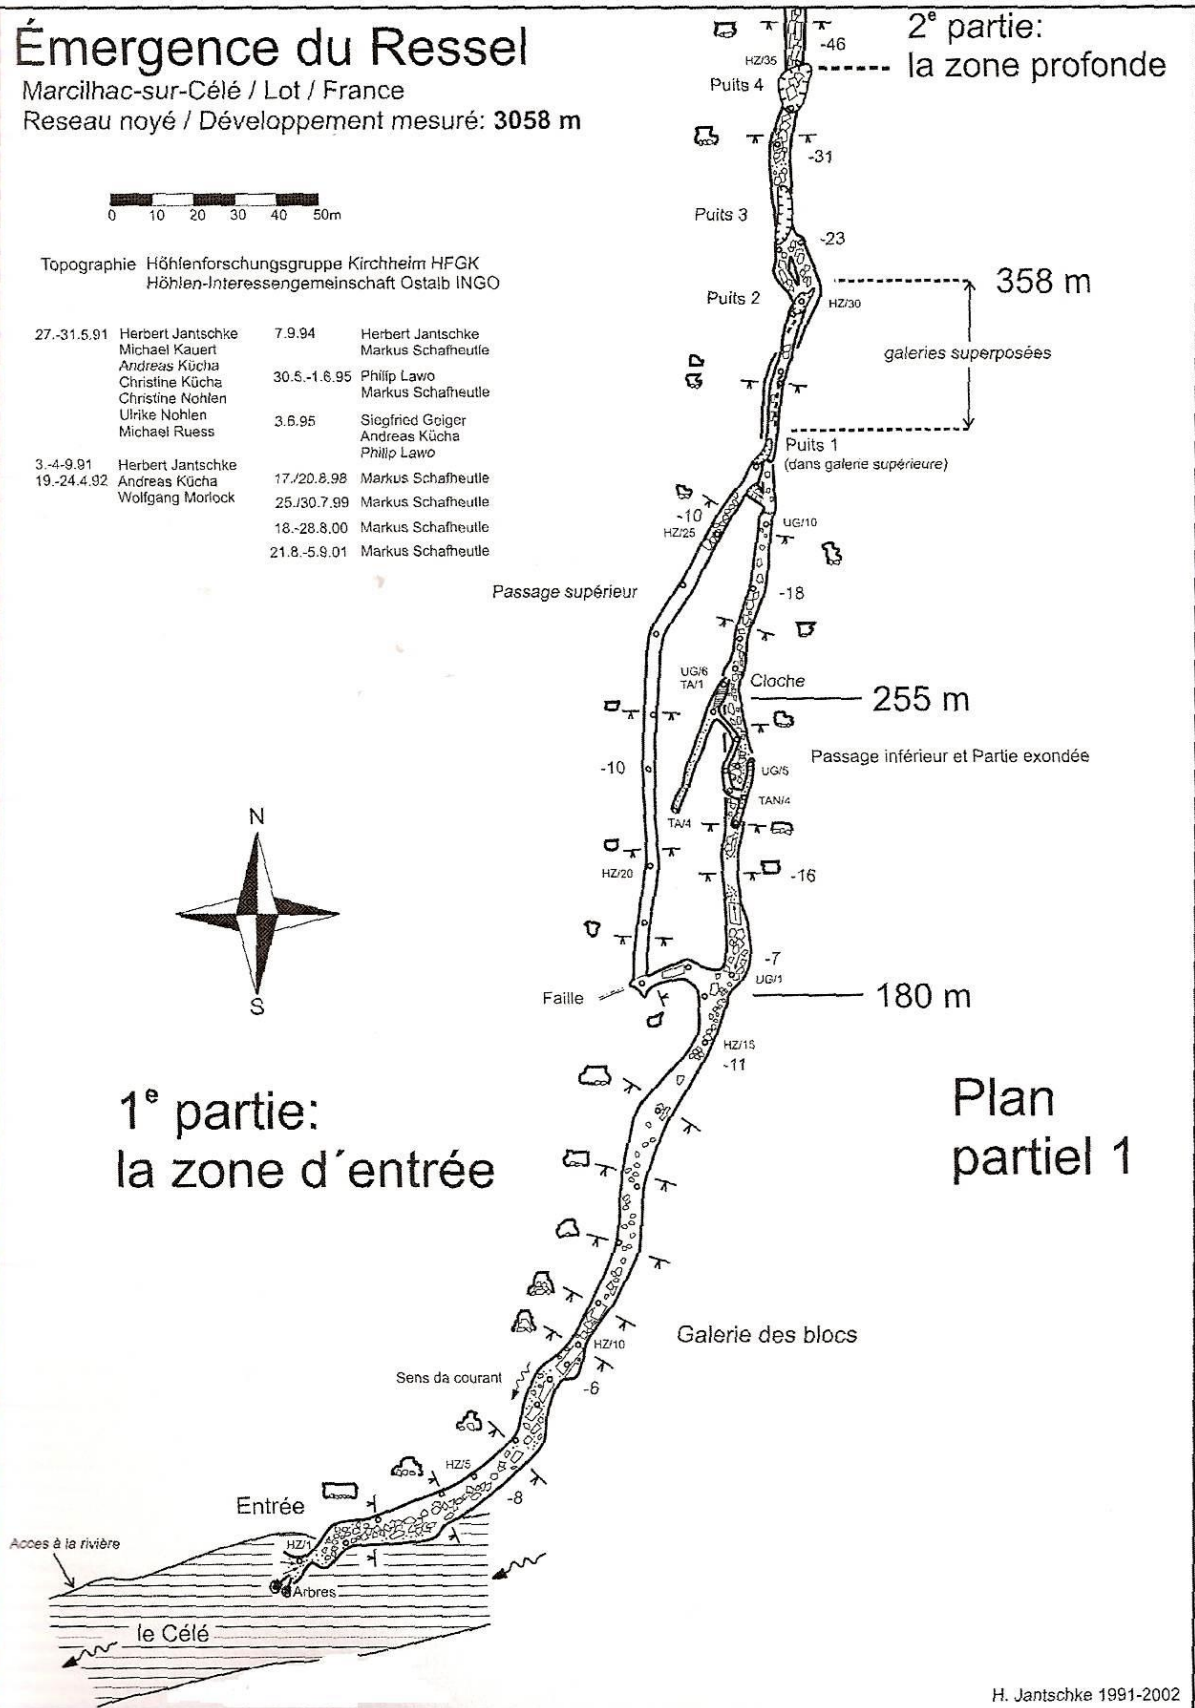 Émergence du Ressel
Marcilhac-sur-Célé / Lot / France
Reseau noyé / Développement mesuré: 3058 m
0 10 20 30 40 50m
Topographie Höhlenforschungsgruppe Kirchheim HFGK
Höhlen-Interessengemeinschaft Ostalb INGO
27.-31.5.91 Herbert Jantschke
Michael Kauert
Andreas Kücha
Christine Kücha
Christine Nohlen
Ulrike Nohlen
Michael Ruess
3.-4-9.91 Herbert Jantschke
19.-24.4.92 Andreas Kücha
Wolfgang Morlock
7.9.94 Herbert Jantschke
Markus Schafheutle
30.5.-1.6.95 Philip Lawo
Markus Schafheutle
3.6.95 Siegfried Geiger
Andreas Kücha
Philip Lawo
17./20.8.98 Markus Schafheutle
25./30.7.99 Markus Schafheutle
18.-28.8.00 Markus Schafheutle
21.8.-5.9.01 Markus Schafheutle
2e partie:
la zone profonde
-46
HZ/35
Puits 4
-31
Puits 3
-23
358 m
Puits 2
HZ/30
galeries superposées
Puits 1
(dans galerie supérieure)
-10
HZ/25
UG/10
Passage supérieur
-18
UG/6
TA/1
Cloche
255 m
Passage inférieur et Partie exondée
-10
UG/5
TAN/4
TA/4
HZ/20
-16
-7
UG/1
Faille
180 m
HZ/15
-11
N
S
1e partie:
la zone d´entrée
Plan
partiel 1
Galerie des blocs
HZ/10
-6
Sens da courant
HZ/5
-8
Entrée
HZ/1
Acces à la rivière
Arbres
le Célé
H. Jantschke 1991-2002